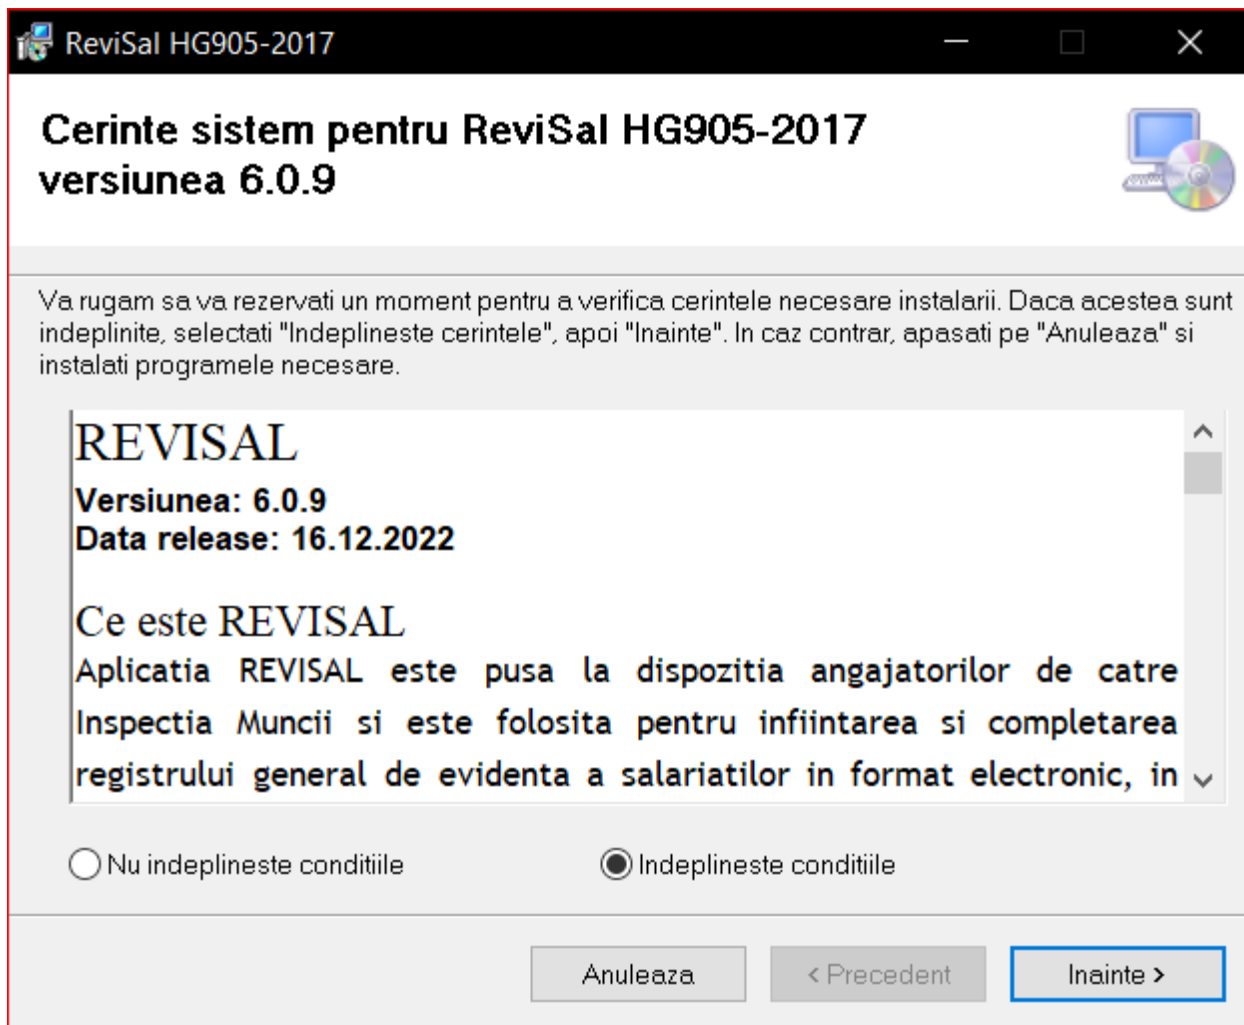 ReviSal HG905-2017
Cerinte sistem pentru ReviSal HG905-2017
versiunea 6.0.9
Va rugam sa va rezervati un moment pentru a verifica cerintele necesare instalarii. Daca acestea sunt
indeplinite, selectati "Indeplineste cerintele", apoi "Inainte". In caz contrar, apasati pe "Anuleaza" si
instalati programele necesare.
REVISAL
Versiunea: 6.0.9
Data release: 16.12.2022
Ce este REVISAL
Aplicatia REVISAL este pusa la dispozitia angajatorilor de catre
Inspectia Muncii si este folosita pentru infiintarea si completarea
registrului general de evidenta a salariatilor in format electronic, in
Nu indeplineste conditiile Indeplineste conditiile
Anuleaza < Precedent Inainte >